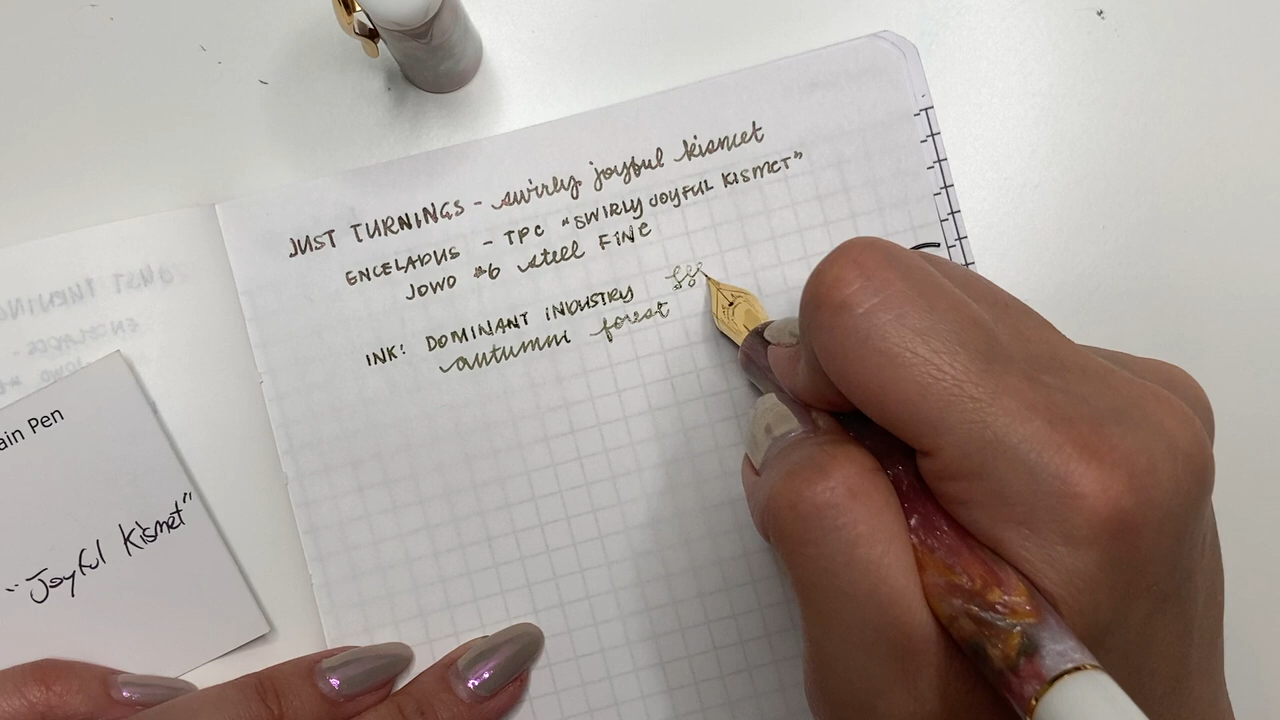 JUST TURNINGS - swirly joyful kismet
ENCELADUS - TPC "SWIRLY JOYFUL KISMET"
JOWO #6 steel FINE
INK: DOMINANT INDUSTRY
autumn forest
ain Pen
"Joyful Kismet"